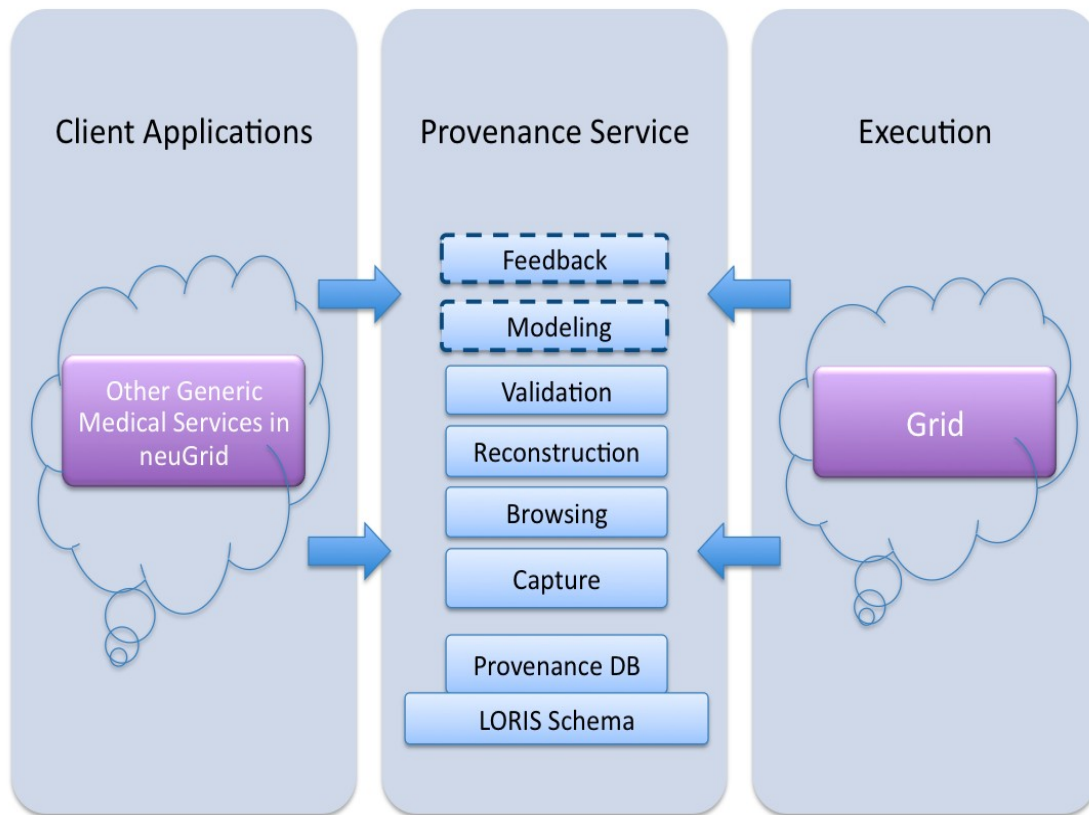 Client Applications
Provenance Service
Execution
Feedback
Modeling
Validation
Reconstruction
Browsing
Capture
Provenance DB
LORIS Schema
Other Generic
Medical Services in
neuGrid
Grid